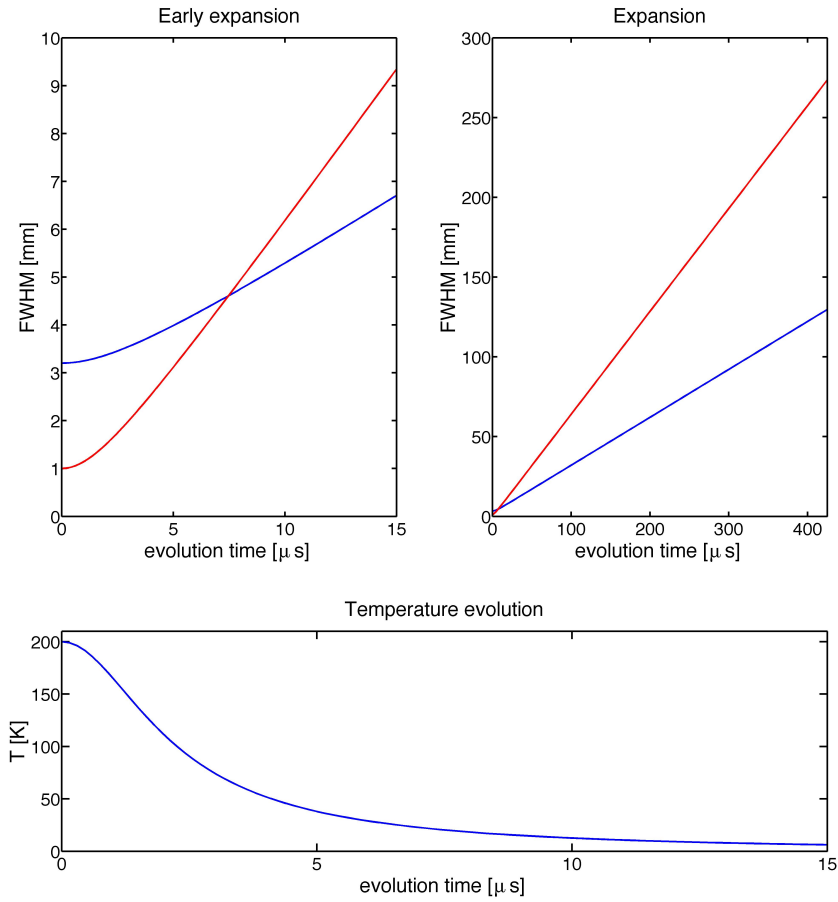 Early expansion
10
9
8
7
6
5
4
3
2
1
0
FWHM [mm]
0 5 10 15
evolution time [μ s]
Expansion
300
250
200
150
100
50
0
FWHM [mm]
0 100 200 300 400
evolution time [μ s]
Temperature evolution
200
150
100
50
0
T [K]
0 5 10 15
evolution time [μ s]